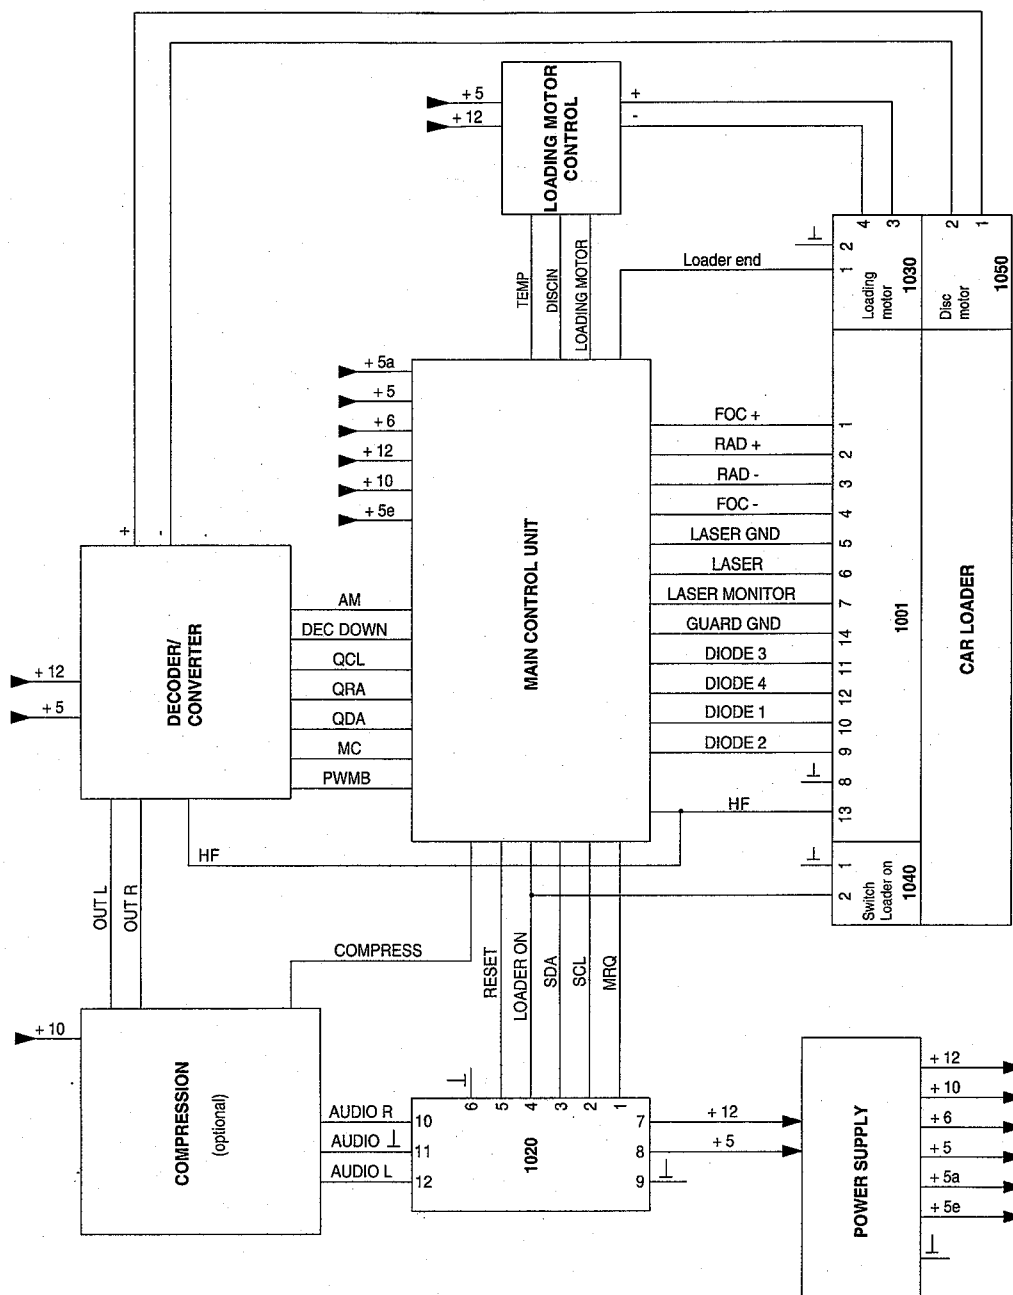 + 5
+ 12
LOADING MOTOR
CONTROL
+
-
TEMP
DISCIN
LOADING MOTOR
Loader end
⊥
2
1
4
3
Loading
motor
1030
2
1
Disc
motor
1050
+ 5a
+ 5
+ 6
+ 12
+ 10
+ 5e
MAIN CONTROL UNIT
FOC +
1
RAD +
2
RAD -
3
FOC -
4
LASER GND
5
LASER
6
LASER MONITOR
7
GUARD GND
14
DIODE 3
11
DIODE 4
12
DIODE 1
10
DIODE 2
9
⊥
8
HF
13
1001
CAR LOADER
⊥
1
2
Switch
Loader on
1040
+
-
+ 12
+ 5
DECODER/
CONVERTER
AM
DEC DOWN
QCL
QRA
QDA
MC
PWMB
HF
OUT L
OUT R
COMPRESS
RESET
LOADER ON
SDA
SCL
MRQ
+ 10
COMPRESSION
(optional)
AUDIO R
AUDIO ⊥
AUDIO L
⊥
6
5
4
3
2
1
10
11
12
1020
7
8
9
+ 12
+ 5
⊥
POWER SUPPLY
+ 12
+ 10
+ 6
+ 5
+ 5a
+ 5e
⊥